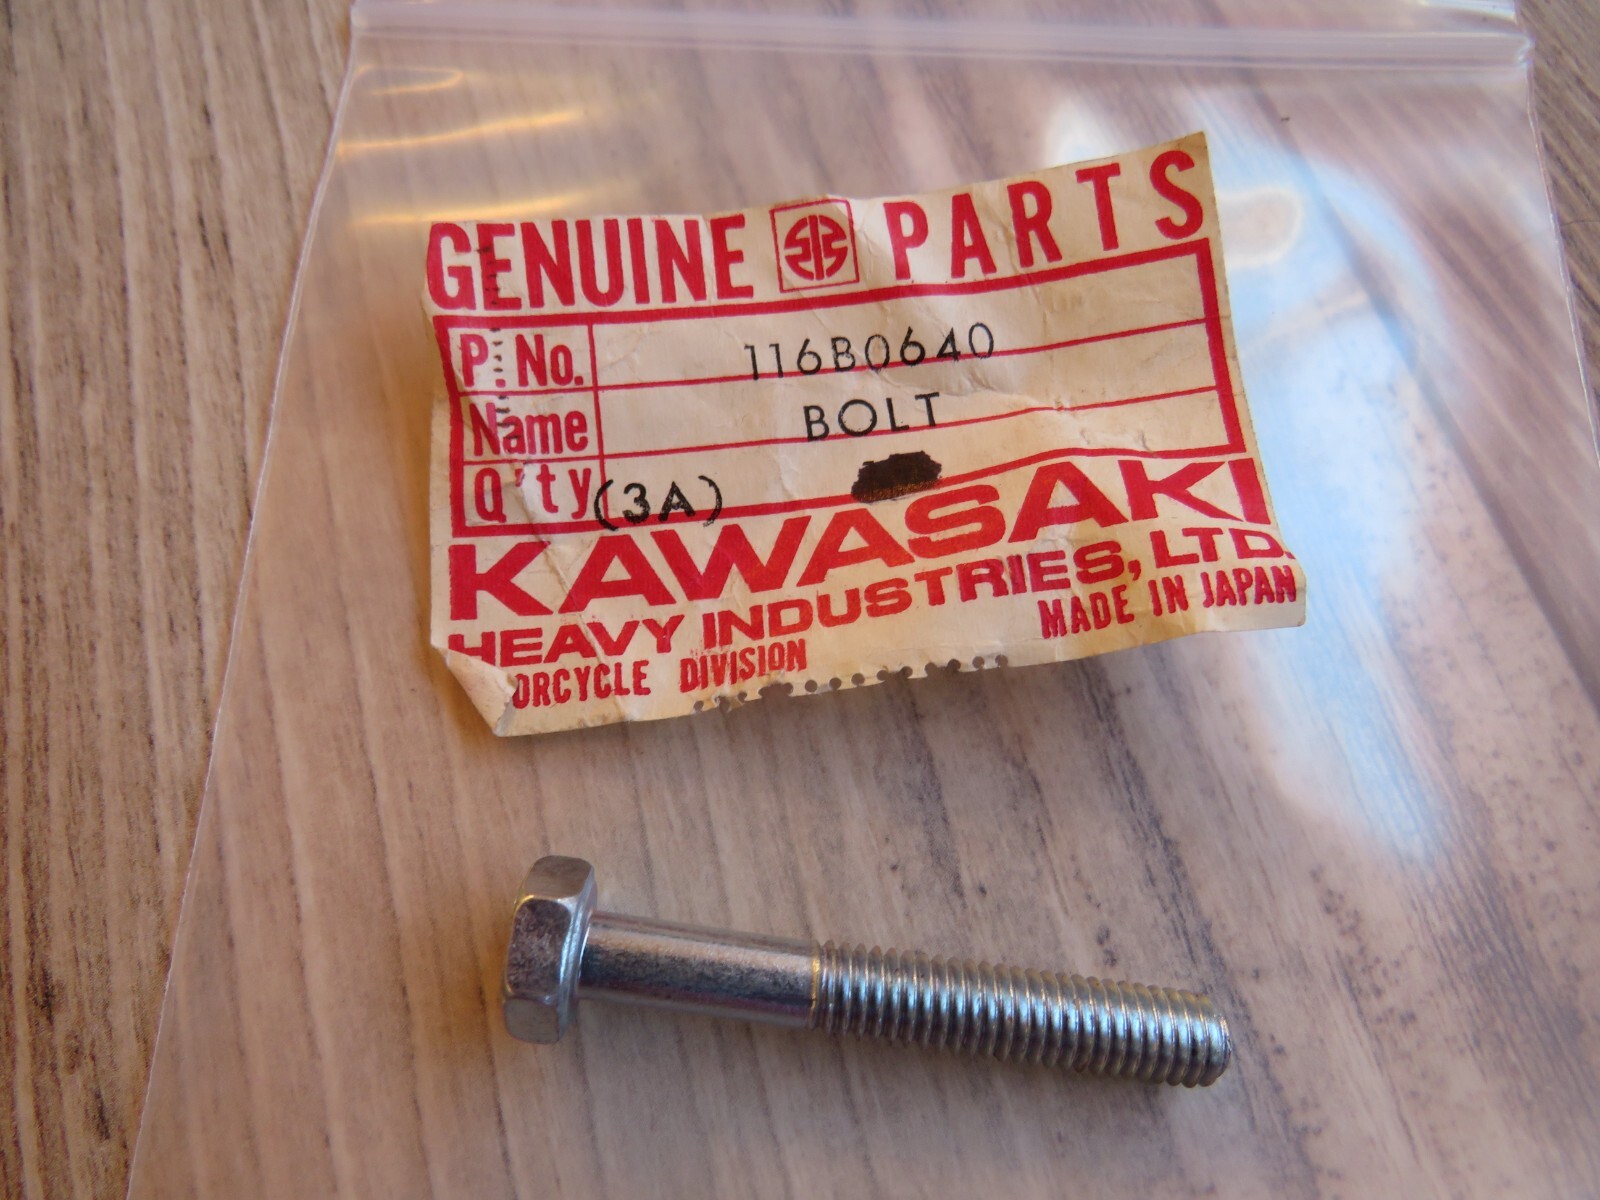 GENUINE PARTS
P. No. 116B0640
Name BOLT
Q'ty (3A)
KAWASAKI
HEAVY INDUSTRIES, LTD.
ORCYCLE DIVISION MADE IN JAPAN